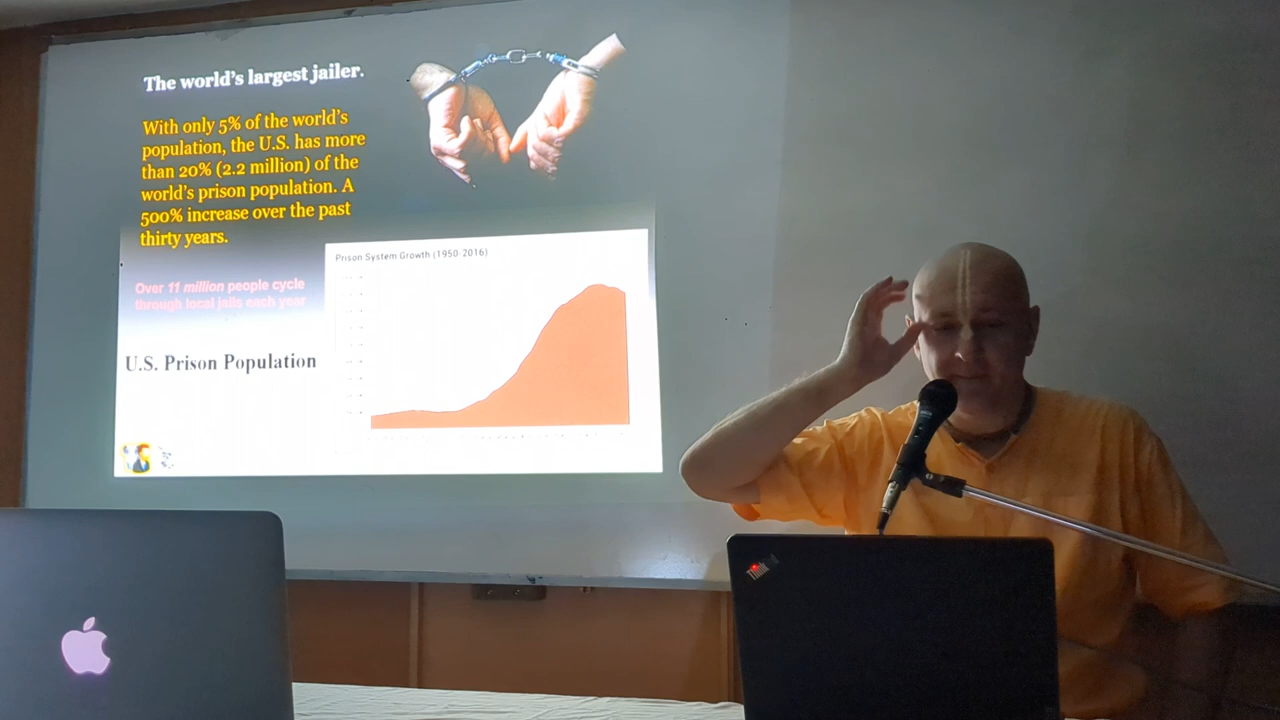 The world's largest jailer.
With only 5% of the world's
population, the U.S. has more
than 20% (2.2 million) of the
world's prison population. A
500% increase over the past
thirty years.
Prison System Growth (1950-2016)
Over 11 million people cycle
through local jails each year
U.S. Prison Population
Think